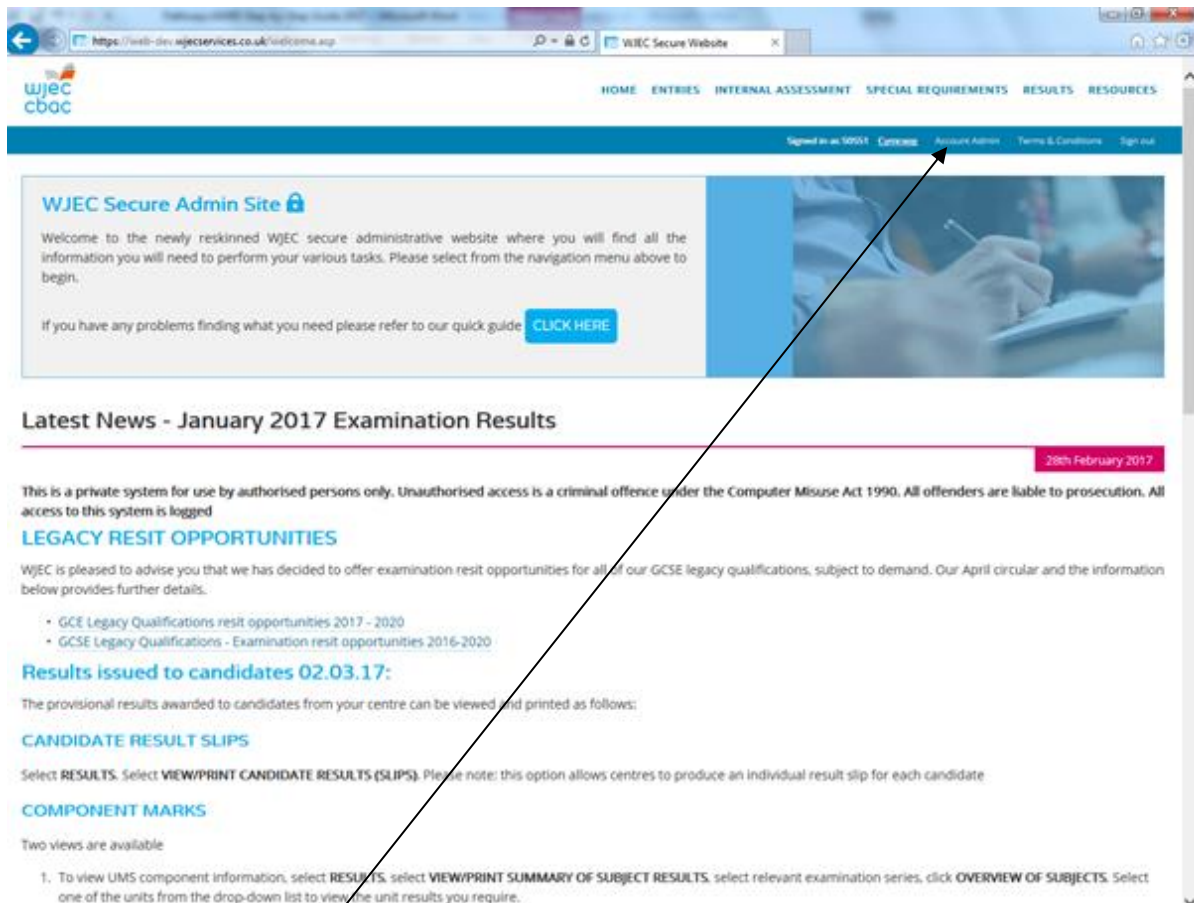 https://web-dev.wjecservices.co.uk/welcome.asp
WJEC Secure Website
wjec
cbac
HOME ENTRIES INTERNAL ASSESSMENT SPECIAL REQUIREMENTS RESULTS RESOURCES
Signed in as Cymraeg Account Admin Terms & Conditions Sign out
WJEC Secure Admin Site
Welcome to the newly reskinned WJEC secure administrative website where you will find all the
information you will need to perform your various tasks. Please select from the navigation menu above to
begin.
If you have any problems finding what you need please refer to our quick guide CLICK HERE
Latest News - January 2017 Examination Results
28th February 2017
This is a private system for use by authorised persons only. Unauthorised access is a criminal offence under the Computer Misuse Act 1990. All offenders are liable to prosecution. All
access to this system is logged
LEGACY RESIT OPPORTUNITIES
WJEC is pleased to advise you that we has decided to offer examination resit opportunities for all of our GCSE legacy qualifications, subject to demand. Our April circular and the information
below provides further details.
• GCE Legacy Qualifications resit opportunities 2017 - 2020
• GCSE Legacy Qualifications - Examination resit opportunities 2016-2020
Results issued to candidates 02.03.17:
The provisional results awarded to candidates from your centre can be viewed and printed as follows:
CANDIDATE RESULT SLIPS
Select RESULTS. Select VIEW/PRINT CANDIDATE RESULTS (SLIPS). Please note: this option allows centres to produce an individual result slip for each candidate
COMPONENT MARKS
Two views are available
1. To view UMS component information, select RESULTS. select VIEW/PRINT SUMMARY OF SUBJECT RESULTS. select relevant examination series, click OVERVIEW OF SUBJECTS. Select
one of the units from the drop-down list to view the unit results you require.